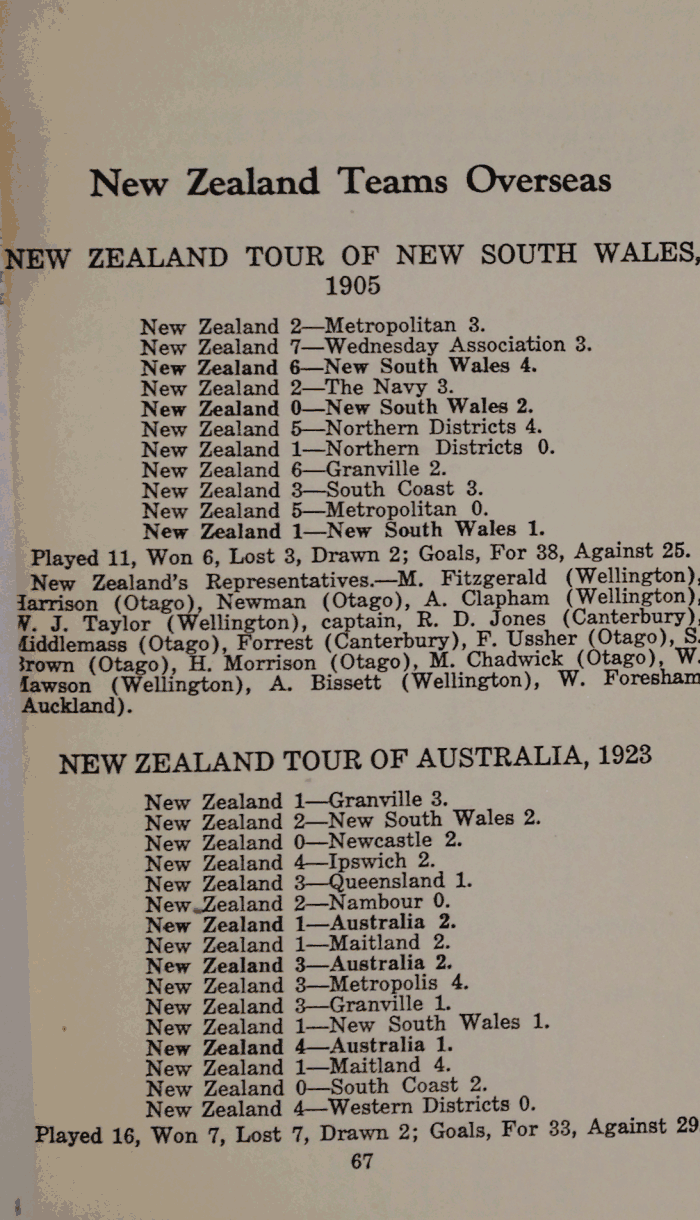 New Zealand Teams Overseas
NEW ZEALAND TOUR OF NEW SOUTH WALES,
1905
New Zealand 2—Metropolitan 3.
New Zealand 7—Wednesday Association 3.
New Zealand 6—New South Wales 4.
New Zealand 2—The Navy 3.
New Zealand 0—New South Wales 2.
New Zealand 5—Northern Districts 4.
New Zealand 1—Northern Districts 0.
New Zealand 6—Granville 2.
New Zealand 3—South Coast 3.
New Zealand 5—Metropolitan 0.
New Zealand 1—New South Wales 1.
Played 11, Won 6, Lost 3, Drawn 2; Goals, For 38, Against 25.
New Zealand's Representatives.—M. Fitzgerald (Wellington),
Harrison (Otago), Newman (Otago), A. Clapham (Wellington),
W. J. Taylor (Wellington), captain, R. D. Jones (Canterbury),
Middlemass (Otago), Forrest (Canterbury), F. Ussher (Otago), S.
Brown (Otago), H. Morrison (Otago), M. Chadwick (Otago), W.
Mawson (Wellington), A. Bissett (Wellington), W. Foresham
Auckland).
NEW ZEALAND TOUR OF AUSTRALIA, 1923
New Zealand 1—Granville 3.
New Zealand 2—New South Wales 2.
New Zealand 0—Newcastle 2.
New Zealand 4—Ipswich 2.
New Zealand 3—Queensland 1.
New Zealand 2—Nambour 0.
New Zealand 1—Australia 2.
New Zealand 1—Maitland 2.
New Zealand 3—Australia 2.
New Zealand 3—Metropolis 4.
New Zealand 3—Granville 1.
New Zealand 1—New South Wales 1.
New Zealand 4—Australia 1.
New Zealand 1—Maitland 4.
New Zealand 0—South Coast 2.
New Zealand 4—Western Districts 0.
Played 16, Won 7, Lost 7, Drawn 2; Goals, For 33, Against 29
67